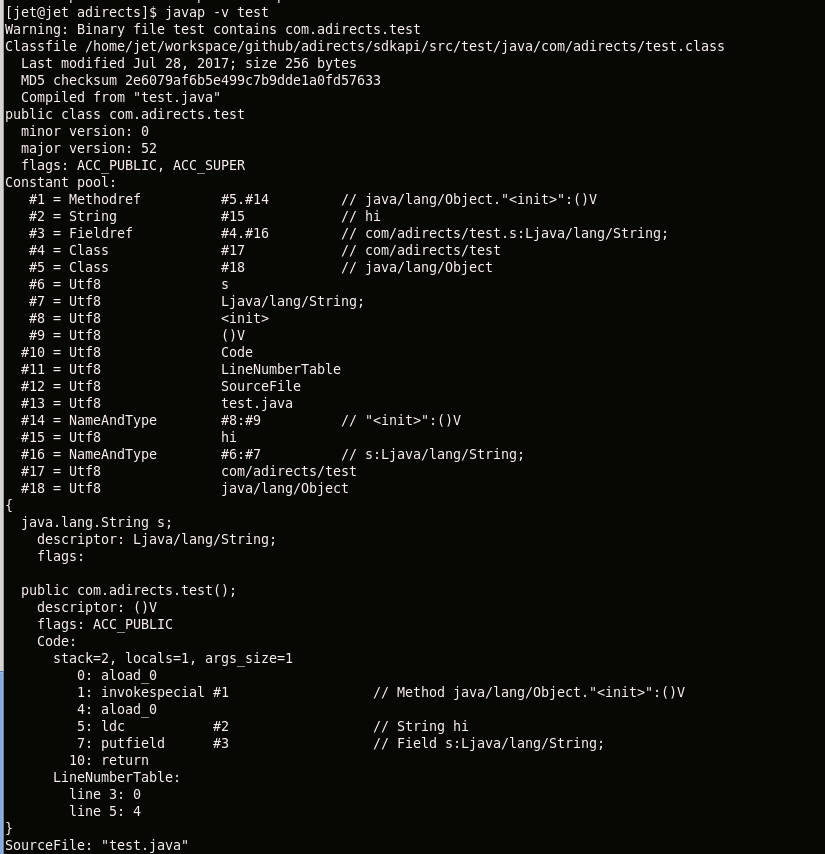 [jet@jet adirects]$ javap -v test
Warning: Binary file test contains com.adirects.test
Classfile /home/jet/workspace/github/adirects/sdkapi/src/test/java/com/adirects/test.class
  Last modified Jul 28, 2017; size 256 bytes
  MD5 checksum 2e6079af6b5e499c7b9dde1a0fd57633
  Compiled from "test.java"
public class com.adirects.test
  minor version: 0
  major version: 52
  flags: ACC_PUBLIC, ACC_SUPER
Constant pool:
   #1 = Methodref          #5.#14         // java/lang/Object."<init>":()V
   #2 = String             #15            // hi
   #3 = Fieldref           #4.#16         // com/adirects/test.s:Ljava/lang/String;
   #4 = Class              #17            // com/adirects/test
   #5 = Class              #18            // java/lang/Object
   #6 = Utf8               s
   #7 = Utf8               Ljava/lang/String;
   #8 = Utf8               <init>
   #9 = Utf8               ()V
  #10 = Utf8               Code
  #11 = Utf8               LineNumberTable
  #12 = Utf8               SourceFile
  #13 = Utf8               test.java
  #14 = NameAndType        #8:#9          // "<init>":()V
  #15 = Utf8               hi
  #16 = NameAndType        #6:#7          // s:Ljava/lang/String;
  #17 = Utf8               com/adirects/test
  #18 = Utf8               java/lang/Object
{
  java.lang.String s;
    descriptor: Ljava/lang/String;
    flags:

  public com.adirects.test();
    descriptor: ()V
    flags: ACC_PUBLIC
    Code:
      stack=2, locals=1, args_size=1
         0: aload_0
         1: invokespecial #1                  // Method java/lang/Object."<init>":()V
         4: aload_0
         5: ldc           #2                  // String hi
         7: putfield      #3                  // Field s:Ljava/lang/String;
        10: return
      LineNumberTable:
        line 3: 0
        line 5: 4
}
SourceFile: "test.java"